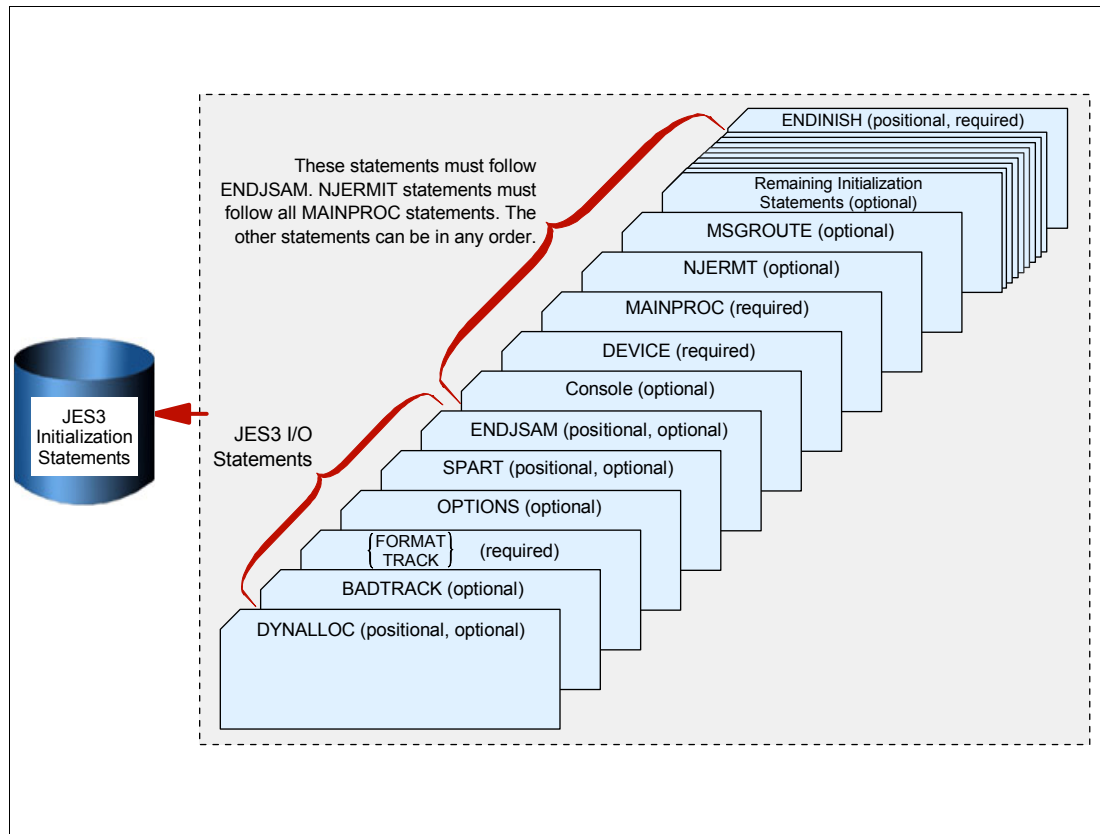 ENDINISH (positional, required)
These statements must follow
ENDJSAM. NJERMIT statements must
follow all MAINPROC statements. The
other statements can be in any order.
Remaining Initialization
Statements (optional)
MSGROUTE (optional)
NJERMT (optional)
MAINPROC (required)
DEVICE (required)
Console (optional)
JES3
Initialization
Statements
JES3 I/O
Statements
ENDJSAM (positional, optional)
SPART (positional, optional)
OPTIONS (optional)
FORMAT
TRACK
(required)
BADTRACK (optional)
DYNALLOC (positional, optional)